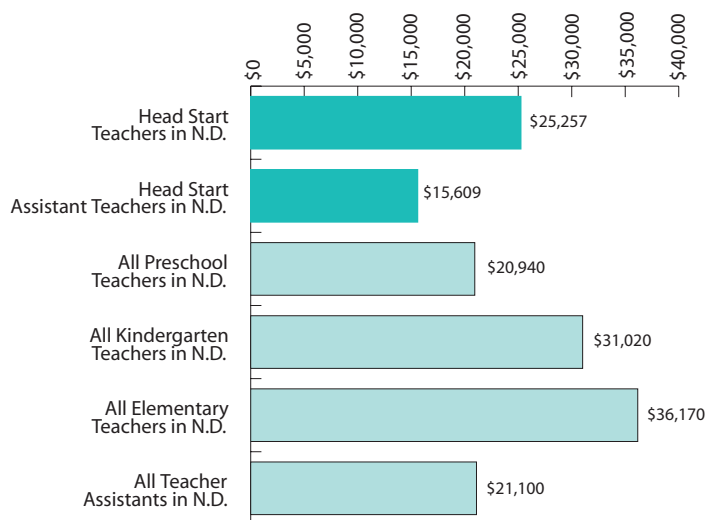 $0
$5,000
$10,000
$15,000
$20,000
$25,000
$30,000
$35,000
$40,000
Head Start
Teachers in N.D.
$25,257
Head Start
Assistant Teachers in N.D.
$15,609
All Preschool
Teachers in N.D.
$20,940
All Kindergarten
Teachers in N.D.
$31,020
All Elementary
Teachers in N.D.
$36,170
All Teacher
Assistants in N.D.
$21,100